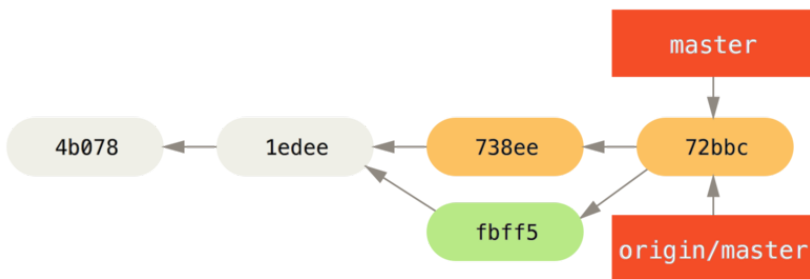 master
4b078
1edee
738ee
72bbc
fbff5
origin/master